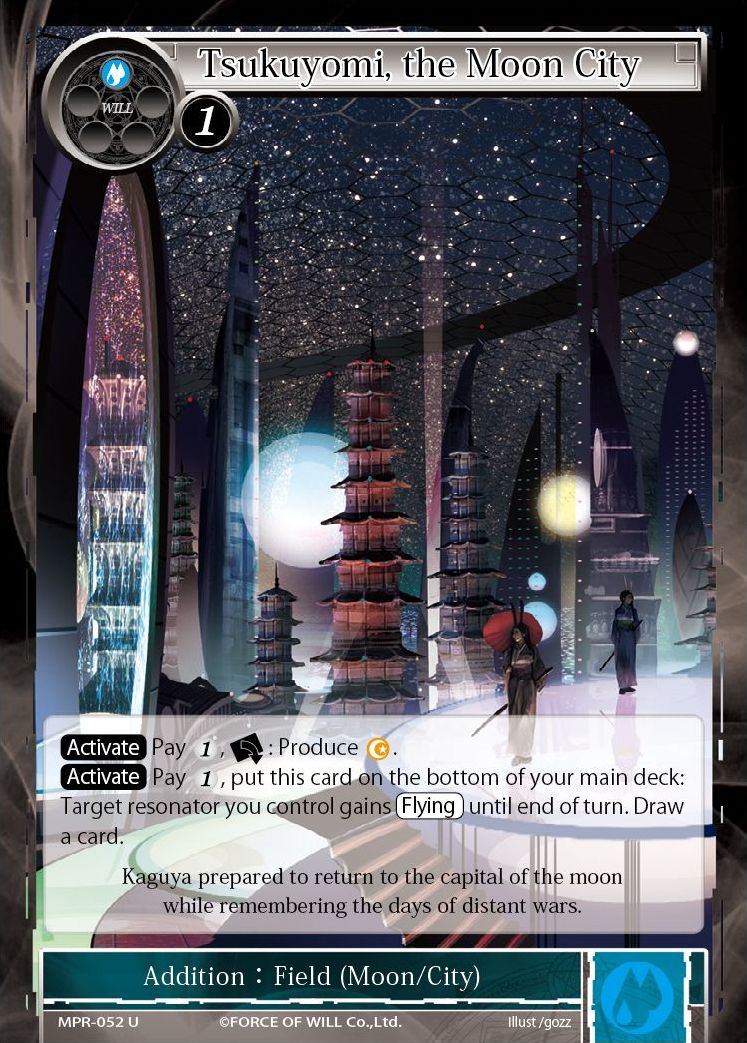 Tsukuyomi, the Moon City
WILL
1
Activate Pay 1, : Produce .
Activate Pay 1, put this card on the bottom of your main deck:
Target resonator you control gains Flying until end of turn. Draw
a card.
Kaguya prepared to return to the capital of the moon
while remembering the days of distant wars.
Addition : Field (Moon/City)
MPR-052 U ©FORCE OF WILL Co.,Ltd. Illust/gozz